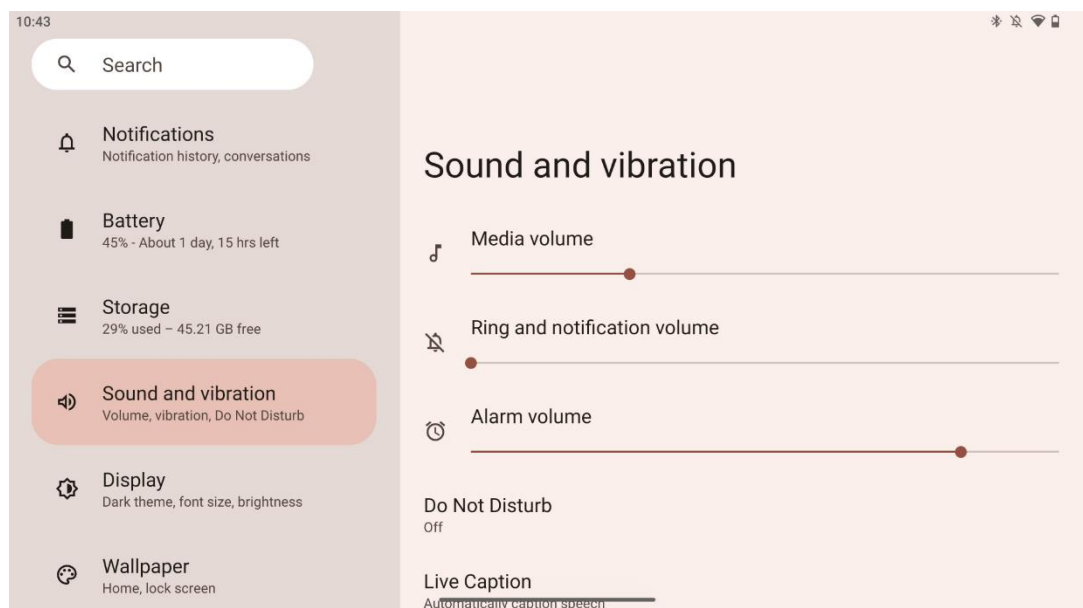 10:43
Search
Notifications
Notification history, conversations
Battery
45% - About 1 day, 15 hrs left
Storage
29% used – 45.21 GB free
Sound and vibration
Volume, vibration, Do Not Disturb
Display
Dark theme, font size, brightness
Wallpaper
Home, lock screen
Sound and vibration
Media volume
Ring and notification volume
Alarm volume
Do Not Disturb
Off
Live Caption
Automatically caption speech